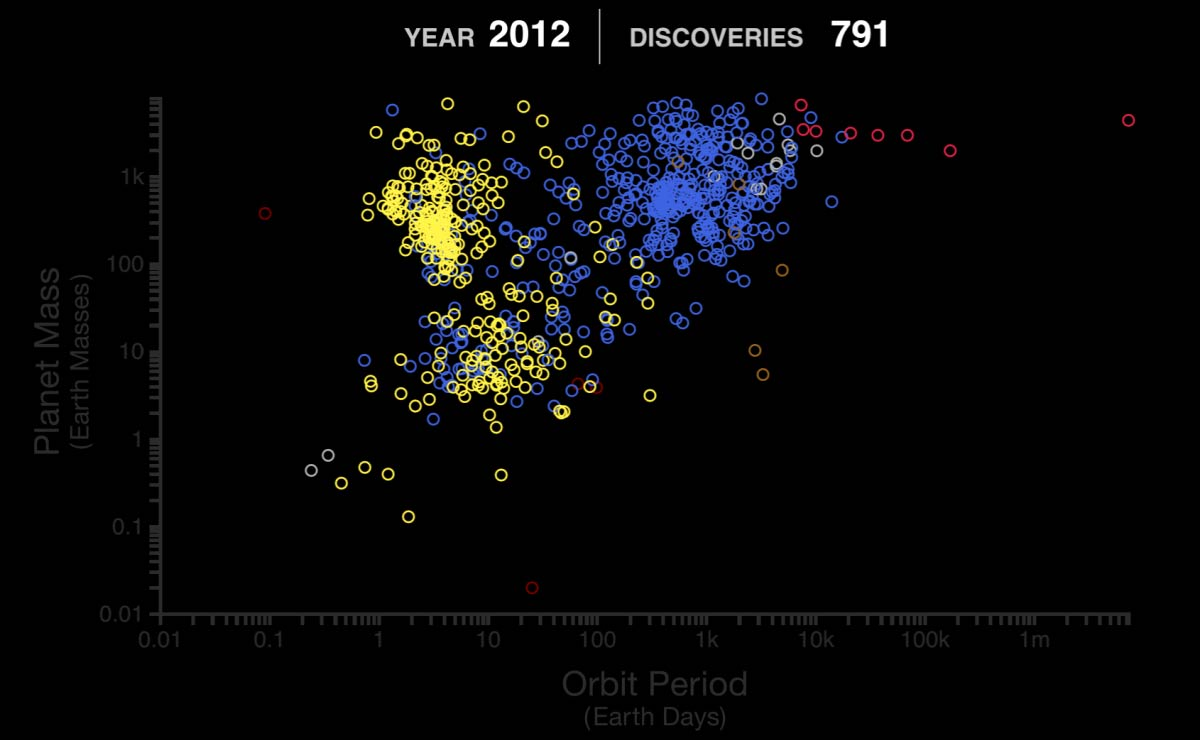 YEAR 2012 DISCOVERIES 791
Planet Mass
(Earth Masses)
1k
100
10
1
0.1
0.01
0.01 0.1 1 10 100 1k 10k 100k 1m
Orbit Period
(Earth Days)